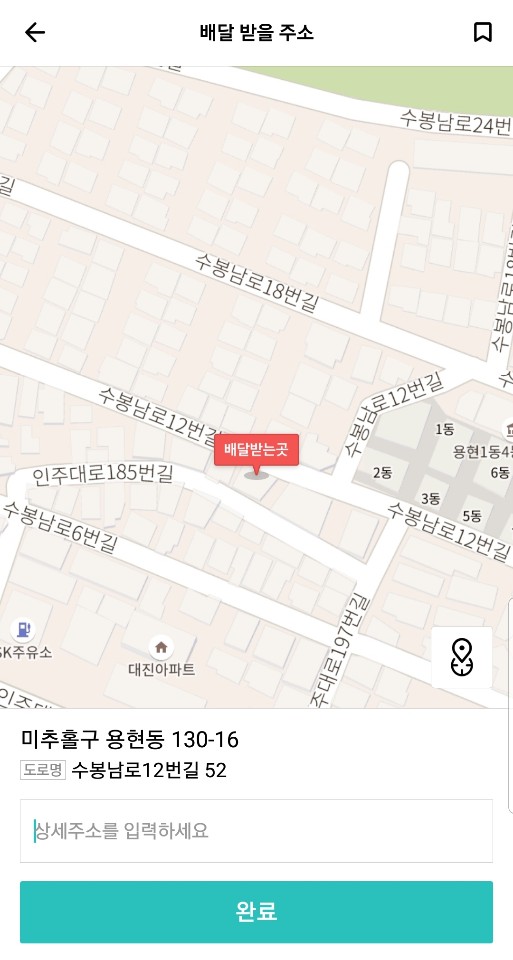 배달 받을 주소
수봉남로24번
길
수봉남로18번길
수봉남로12번길
수봉남로12번길
배달받는곳
1동
용현1동4
2동
6동
3동
5동
인주대로185번길
수봉남로12번길
수봉남로6번길
주대로197번길
SK주유소
대진아파트
인주대
미추홀구 용현동 130-16
도로명 수봉남로12번길 52
상세주소를 입력하세요
완료